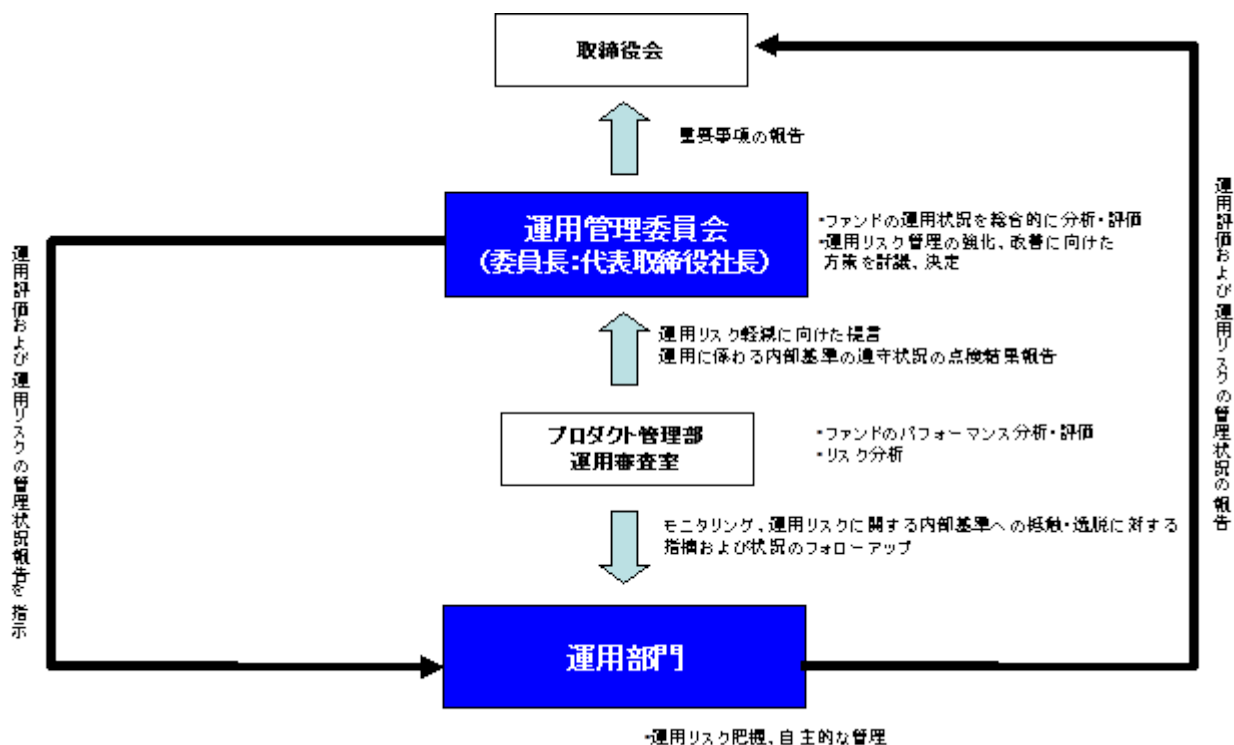 取締役会
重要事項の報告
運用管理委員会
(委員長:代表取締役社長)
・ファンドの運用状況を総合的に分析・評価
・運用リスク管理の強化、改善に向けた
方策を討議、決定
運用リスク軽減に向けた提言
運用に係わる内部基準の遵守状況の点検結果報告
プロダクト管理部
運用審査室
・ファンドのパフォーマンス分析・評価
・リスク分析
モニタリング、運用リスクに関する内部基準への抵触・逸脱に対する
指摘および状況のフォローアップ
運用部門
・運用リスク把握、自主的な管理
運用評価および運用リスクの管理状況報告を指示
運用評価および運用リスクの管理状況の報告